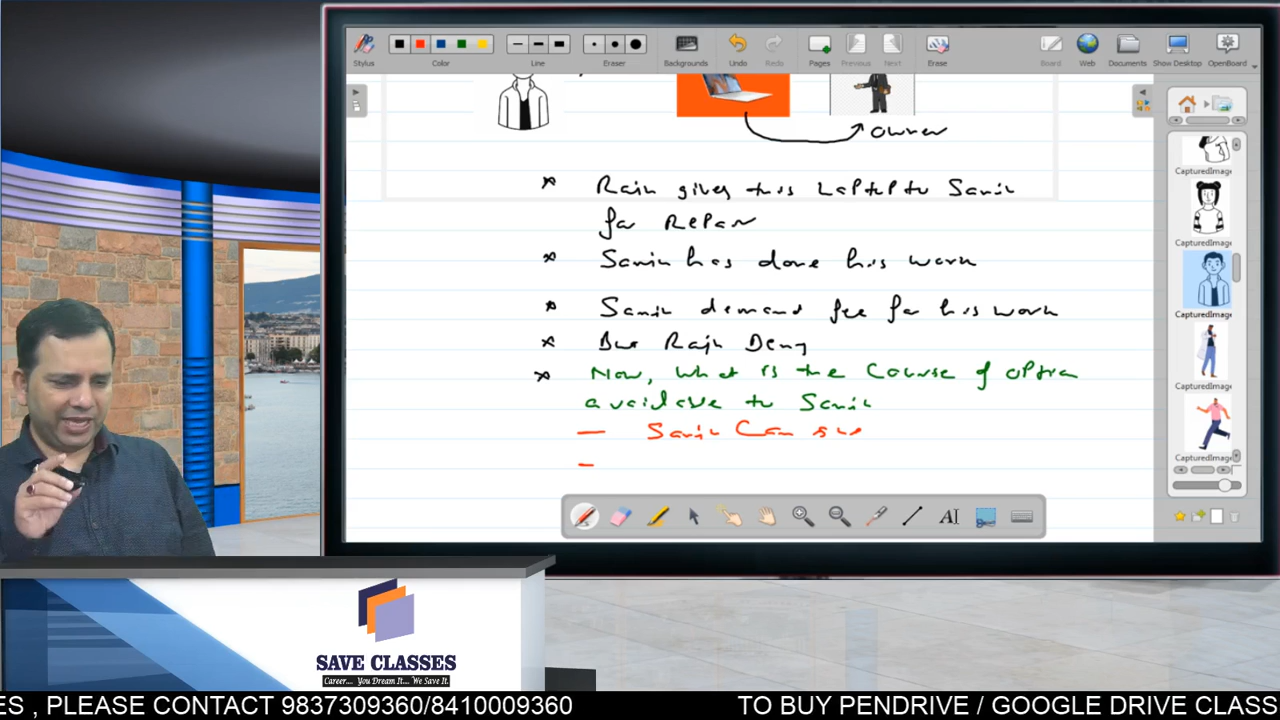 Stylus
Color
Line
Eraser
Backgrounds
Undo
Redo
Pages
Previous
Next
Erase
Board
Web
Documents
Show Desktop
OpenBoard
owner
* Rajn gives this Laptop to Samir
for Repair
* Samir has done his work
* Samir demand fee for his work
* But Rajn Deny
* Now, what is the Course of option
available to Samir
— Samir Can sue
CapturedImage
CapturedImage
CapturedImage
CapturedImage
CapturedImage
SAVE CLASSES
Career.... You Dream It... We Save It.
ES , PLEASE CONTACT 9837309360/8410009360
TO BUY PENDRIVE / GOOGLE DRIVE CLASS